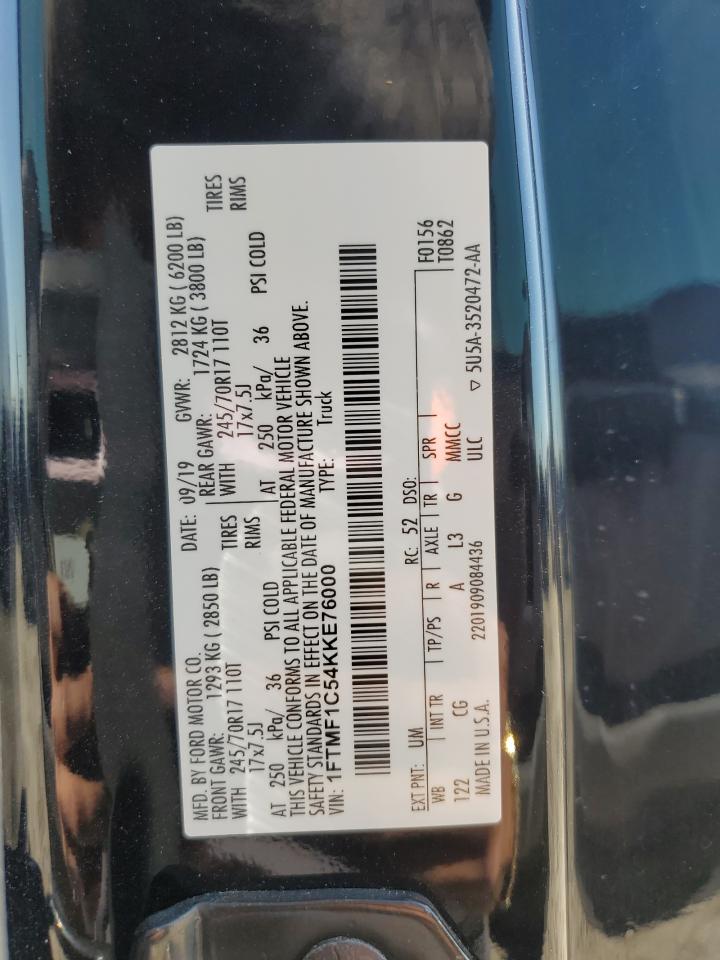 MFD. BY FORD MOTOR CO.
DATE: 09/19 GVWR: 2812 KG ( 6200 LB)
FRONT GAWR: 1293 KG ( 2850 LB) REAR GAWR: 1724 KG ( 3800 LB)
WITH 245/70R17 110T TIRES WITH 245/70R17 110T TIRES
17x7.5J RIMS 17x7.5J RIMS
AT 250 kPa/ 36 PSI COLD AT 250 kPa/ 36 PSI COLD
THIS VEHICLE CONFORMS TO ALL APPLICABLE FEDERAL MOTOR VEHICLE
SAFETY STANDARDS IN EFFECT ON THE DATE OF MANUFACTURE SHOWN ABOVE.
VIN: 1FTMF1C54KKE76000 TYPE: Truck
EXT PNT: UM RC: 52 DSO: F0156
WB INT TR TP/PS R AXLE TR SPR T0862
122 CG A L3 G MMCC
MADE IN U.S.A. 2201909084436 ULC ▽ 5U5A-3520472-AA